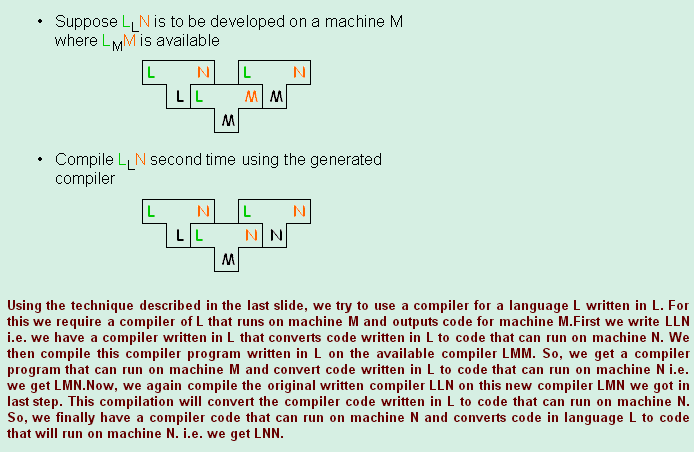 • Suppose LLN is to be developed on a machine M
where LMM is available
L N L N
L L M M
M
• Compile LLN second time using the generated
compiler
L N L N
L L N N
M
Using the technique described in the last slide, we try to use a compiler for a language L written in L. For
this we require a compiler of L that runs on machine M and outputs code for machine M.First we write LLN
i.e. we have a compiler written in L that converts code written in L to code that can run on machine N. We
then compile this compiler program written in L on the available compiler LMM. So, we get a compiler
program that can run on machine M and convert code written in L to code that can run on machine N i.e.
we get LMN.Now, we again compile the original written compiler LLN on this new compiler LMN we got in
last step. This compilation will convert the compiler code written in L to code that can run on machine N.
So, we finally have a compiler code that can run on machine N and converts code in language L to code
that will run on machine N. i.e. we get LNN.